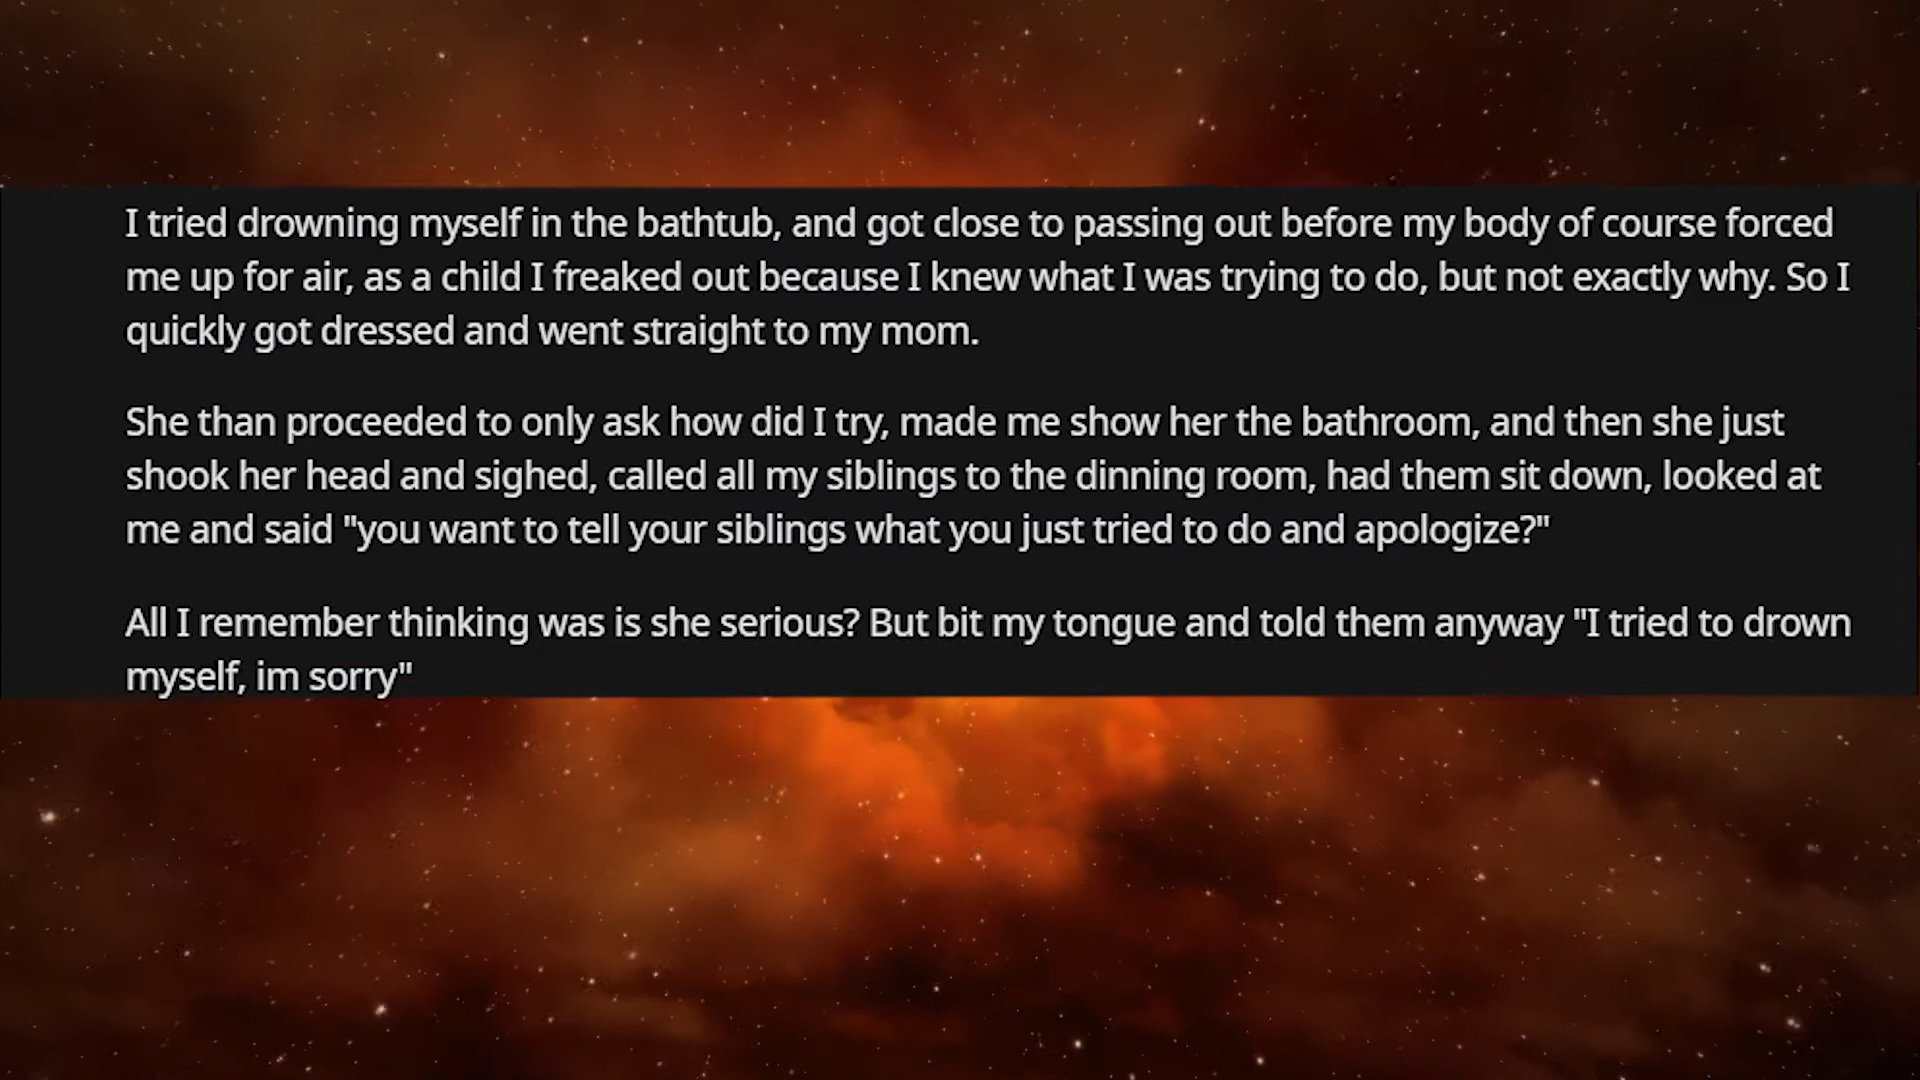 I tried drowning myself in the bathtub, and got close to passing out before my body of course forced
me up for air, as a child I freaked out because I knew what I was trying to do, but not exactly why. So I
quickly got dressed and went straight to my mom.
She than proceeded to only ask how did I try, made me show her the bathroom, and then she just
shook her head and sighed, called all my siblings to the dinning room, had them sit down, looked at
me and said "you want to tell your siblings what you just tried to do and apologize?"
All I remember thinking was is she serious? But bit my tongue and told them anyway "I tried to drown
myself, im sorry"